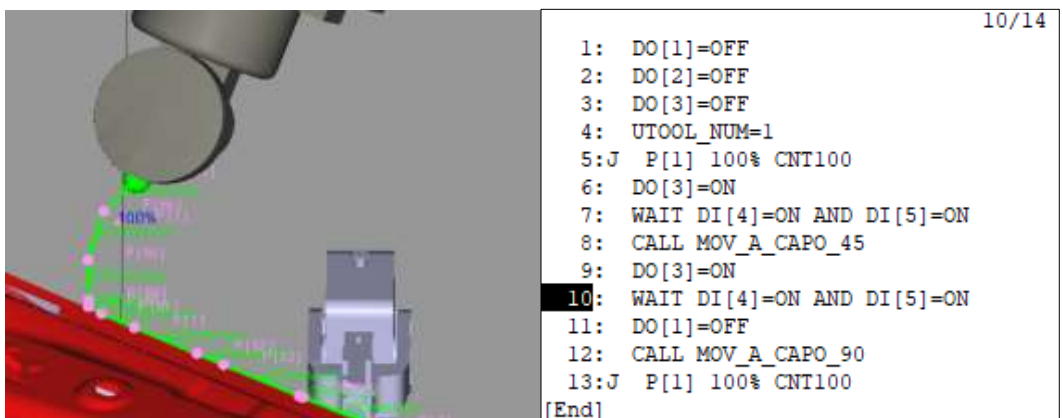 100%
10/14
1: DO[1]=OFF
2: DO[2]=OFF
3: DO[3]=OFF
4: UTOOL_NUM=1
5:J P[1] 100% CNT100
6: DO[3]=ON
7: WAIT DI[4]=ON AND DI[5]=ON
8: CALL MOV_A_CAPO_45
9: DO[3]=ON
10: WAIT DI[4]=ON AND DI[5]=ON
11: DO[1]=OFF
12: CALL MOV_A_CAPO_90
13:J P[1] 100% CNT100
[End]